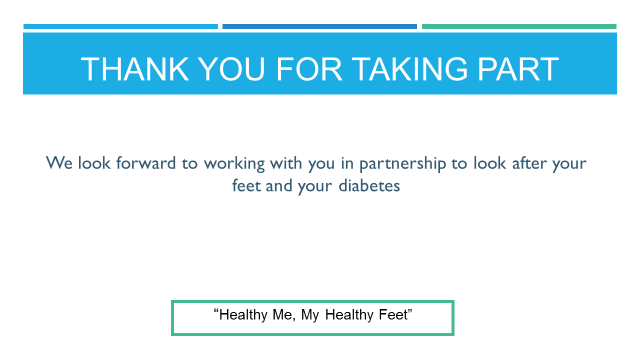 THANK YOU FOR TAKING PART
We look forward to working with you in partnership to look after your
feet and your diabetes
“Healthy Me, My Healthy Feet”